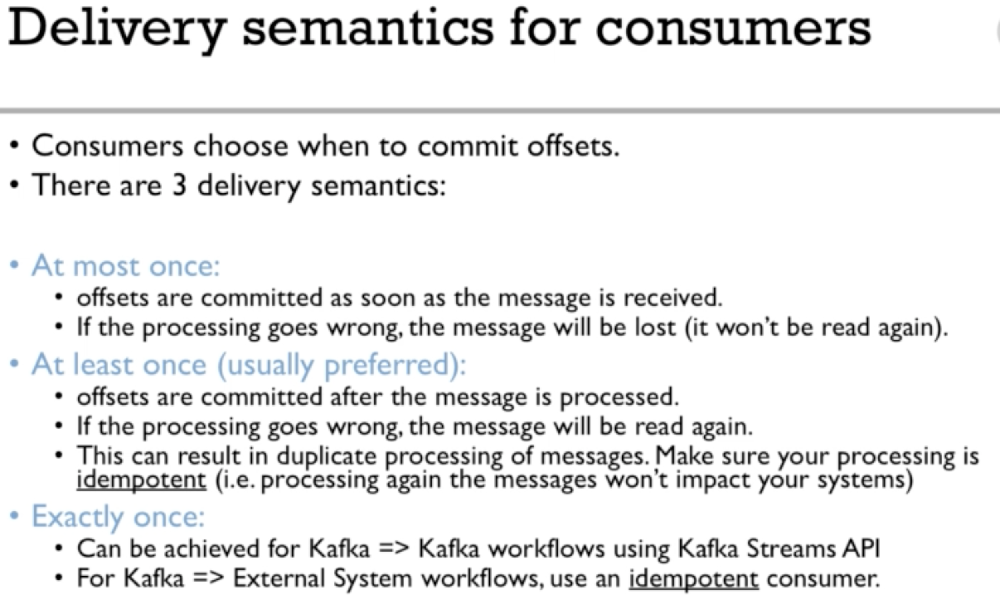 Delivery semantics for consumers
• Consumers choose when to commit offsets.
• There are 3 delivery semantics:
• At most once:
• offsets are committed as soon as the message is received.
• If the processing goes wrong, the message will be lost (it won't be read again).
• At least once (usually preferred):
• offsets are committed after the message is processed.
• If the processing goes wrong, the message will be read again.
• This can result in duplicate processing of messages. Make sure your processing is
idempotent (i.e. processing again the messages won't impact your systems)
• Exactly once:
• Can be achieved for Kafka => Kafka workflows using Kafka Streams API
• For Kafka => External System workflows, use an idempotent consumer.